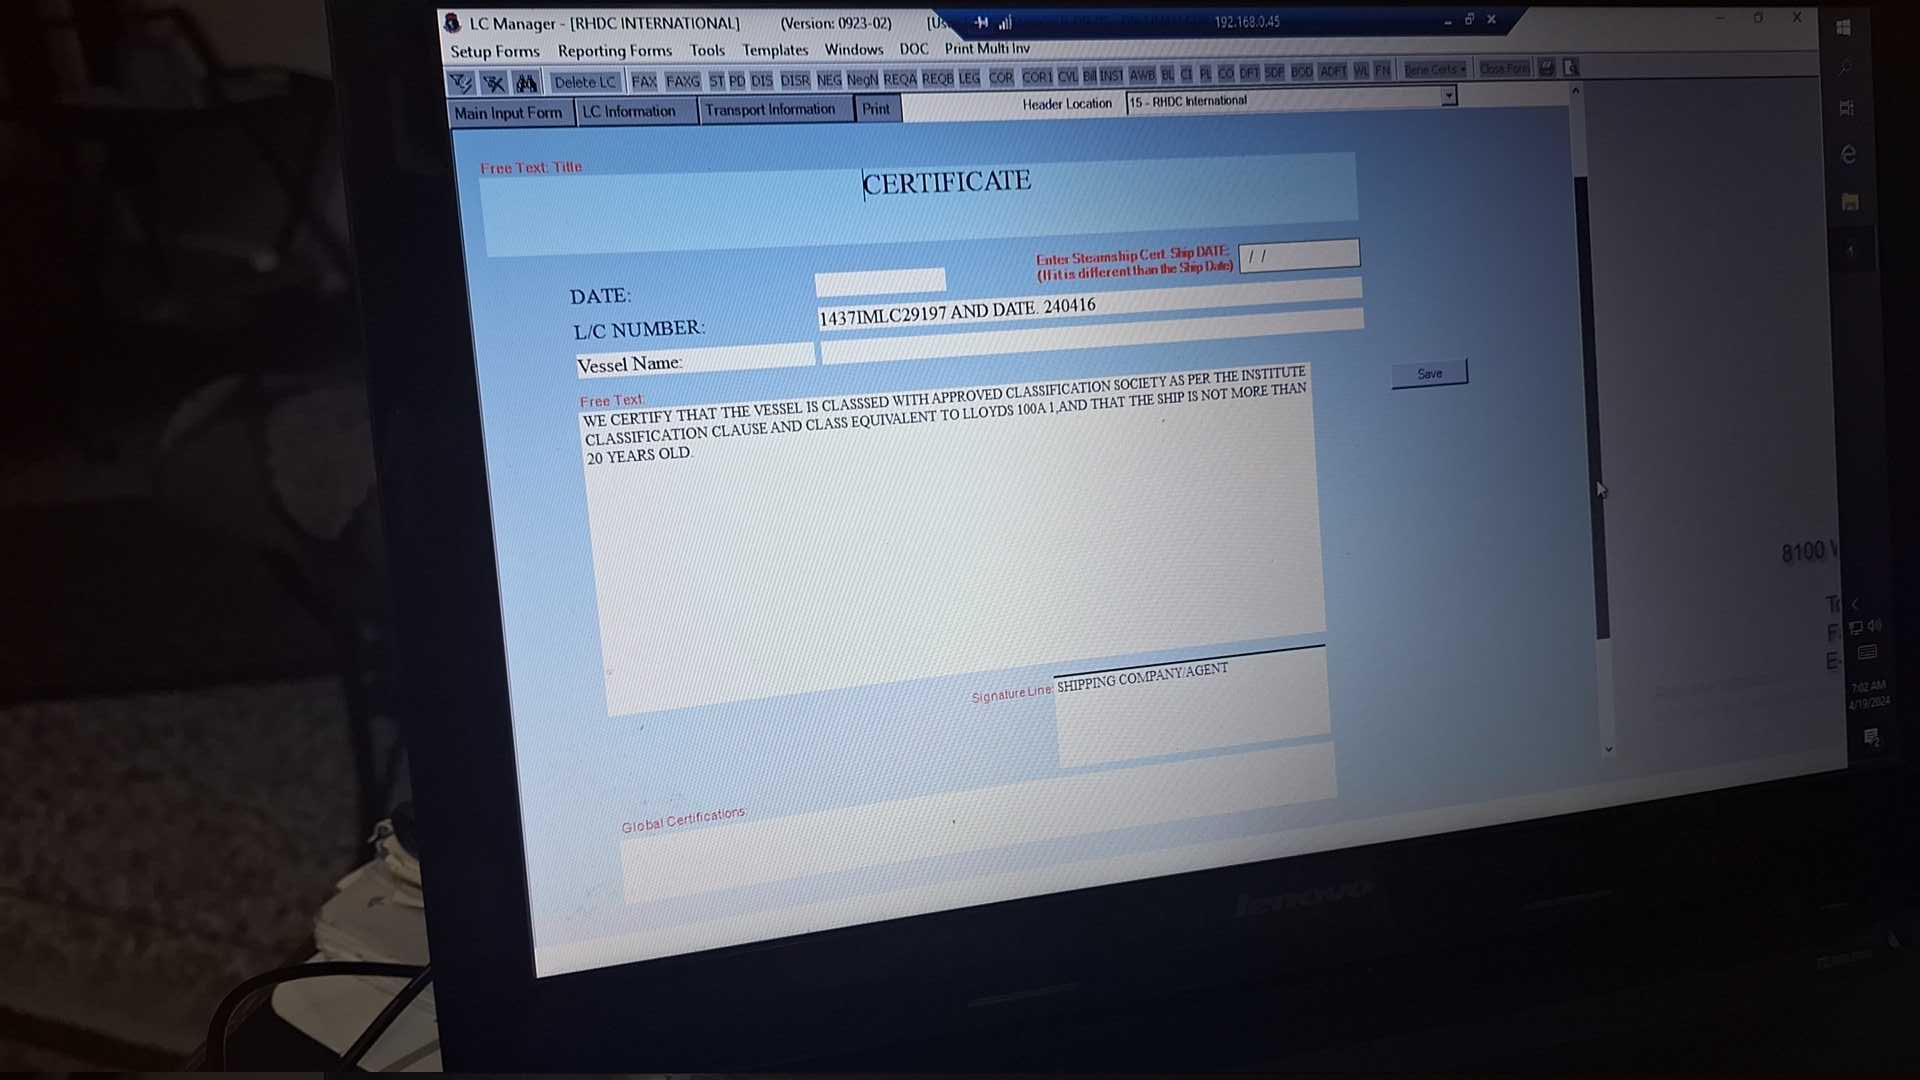 LC Manager - [RHDC INTERNATIONAL] (Version: 0923-02) [Us 192.168.0.45
Setup Forms Reporting Forms Tools Templates Windows DOC Print Multi Inv
Delete LC FAX FAXG ST PD DIS DISR NEG NegN REQA REQB LEG COR COR1 CVL Bill INS1 AWB BL CI PL CO DFT SDF BOD ADFT WL FN Bene Certs Close Form
Main Input Form LC Information Transport Information Print Header Location 15 - RHDC International
Free Text: Title
CERTIFICATE
Enter Steamship Cert. Ship DATE:
(If it is different than the Ship Date) / /
DATE:
L/C NUMBER: 1437IMLC29197 AND DATE. 240416
Vessel Name:
Save
Free Text:
WE CERTIFY THAT THE VESSEL IS CLASSSED WITH APPROVED CLASSIFICATION SOCIETY AS PER THE INSTITUTE
CLASSIFICATION CLAUSE AND CLASS EQUIVALENT TO LLOYDS 100A 1,AND THAT THE SHIP IS NOT MORE THAN
20 YEARS OLD.
Signature Line: SHIPPING COMPANY/AGENT
Global Certifications:
8100
7:02 AM
4/19/2024
lenovo